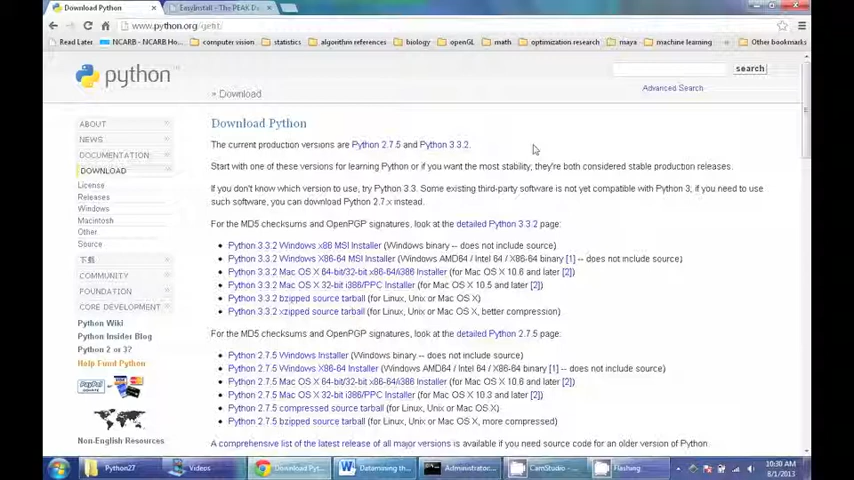 Download Python
EasyInstall - The PEAK D
www.python.org/getit/
Read Later
NCARB - NCARB Ho
computer vision
statistics
algorithm references
biology
openGL
math
optimization research
maya
machine learning
Other bookmarks
python
search
Advanced Search
» Download
ABOUT
NEWS
DOCUMENTATION
DOWNLOAD
License
Releases
Windows
Macintosh
Other
Source
下载
COMMUNITY
FOUNDATION
CORE DEVELOPMENT
Python Wiki
Python Insider Blog
Python 2 or 3?
Help Fund Python
PayPal
Non-English Resources
Download Python
The current production versions are Python 2.7.5 and Python 3.3.2.
Start with one of these versions for learning Python or if you want the most stability; they're both considered stable production releases.
If you don't know which version to use, try Python 3.3. Some existing third-party software is not yet compatible with Python 3; if you need to use
such software, you can download Python 2.7.x instead.
For the MD5 checksums and OpenPGP signatures, look at the detailed Python 3.3.2 page:
• Python 3.3.2 Windows x86 MSI Installer (Windows binary -- does not include source)
• Python 3.3.2 Windows X86-64 MSI Installer (Windows AMD64 / Intel 64 / X86-64 binary [1] -- does not include source)
• Python 3.3.2 Mac OS X 64-bit/32-bit x86-64/i386 Installer (for Mac OS X 10.6 and later [2])
• Python 3.3.2 Mac OS X 32-bit i386/PPC Installer (for Mac OS X 10.5 and later [2])
• Python 3.3.2 bzipped source tarball (for Linux, Unix or Mac OS X)
• Python 3.3.2 xzipped source tarball (for Linux, Unix or Mac OS X, better compression)
For the MD5 checksums and OpenPGP signatures, look at the detailed Python 2.7.5 page:
• Python 2.7.5 Windows Installer (Windows binary -- does not include source)
• Python 2.7.5 Windows X86-64 Installer (Windows AMD64 / Intel 64 / X86-64 binary [1] -- does not include source)
• Python 2.7.5 Mac OS X 64-bit/32-bit x86-64/i386 Installer (for Mac OS X 10.6 and later [2])
• Python 2.7.5 Mac OS X 32-bit i386/PPC Installer (for Mac OS X 10.3 and later [2])
• Python 2.7.5 compressed source tarball (for Linux, Unix or Mac OS X)
• Python 2.7.5 bzipped source tarball (for Linux, Unix or Mac OS X, more compressed)
A comprehensive list of the latest release of all major versions is available if you need source code for an older version of Python
Python27
Videos
Download Pyt...
Datamining th...
Administrator...
CamStudio - ...
Flashing
10:30 AM
8/1/2013